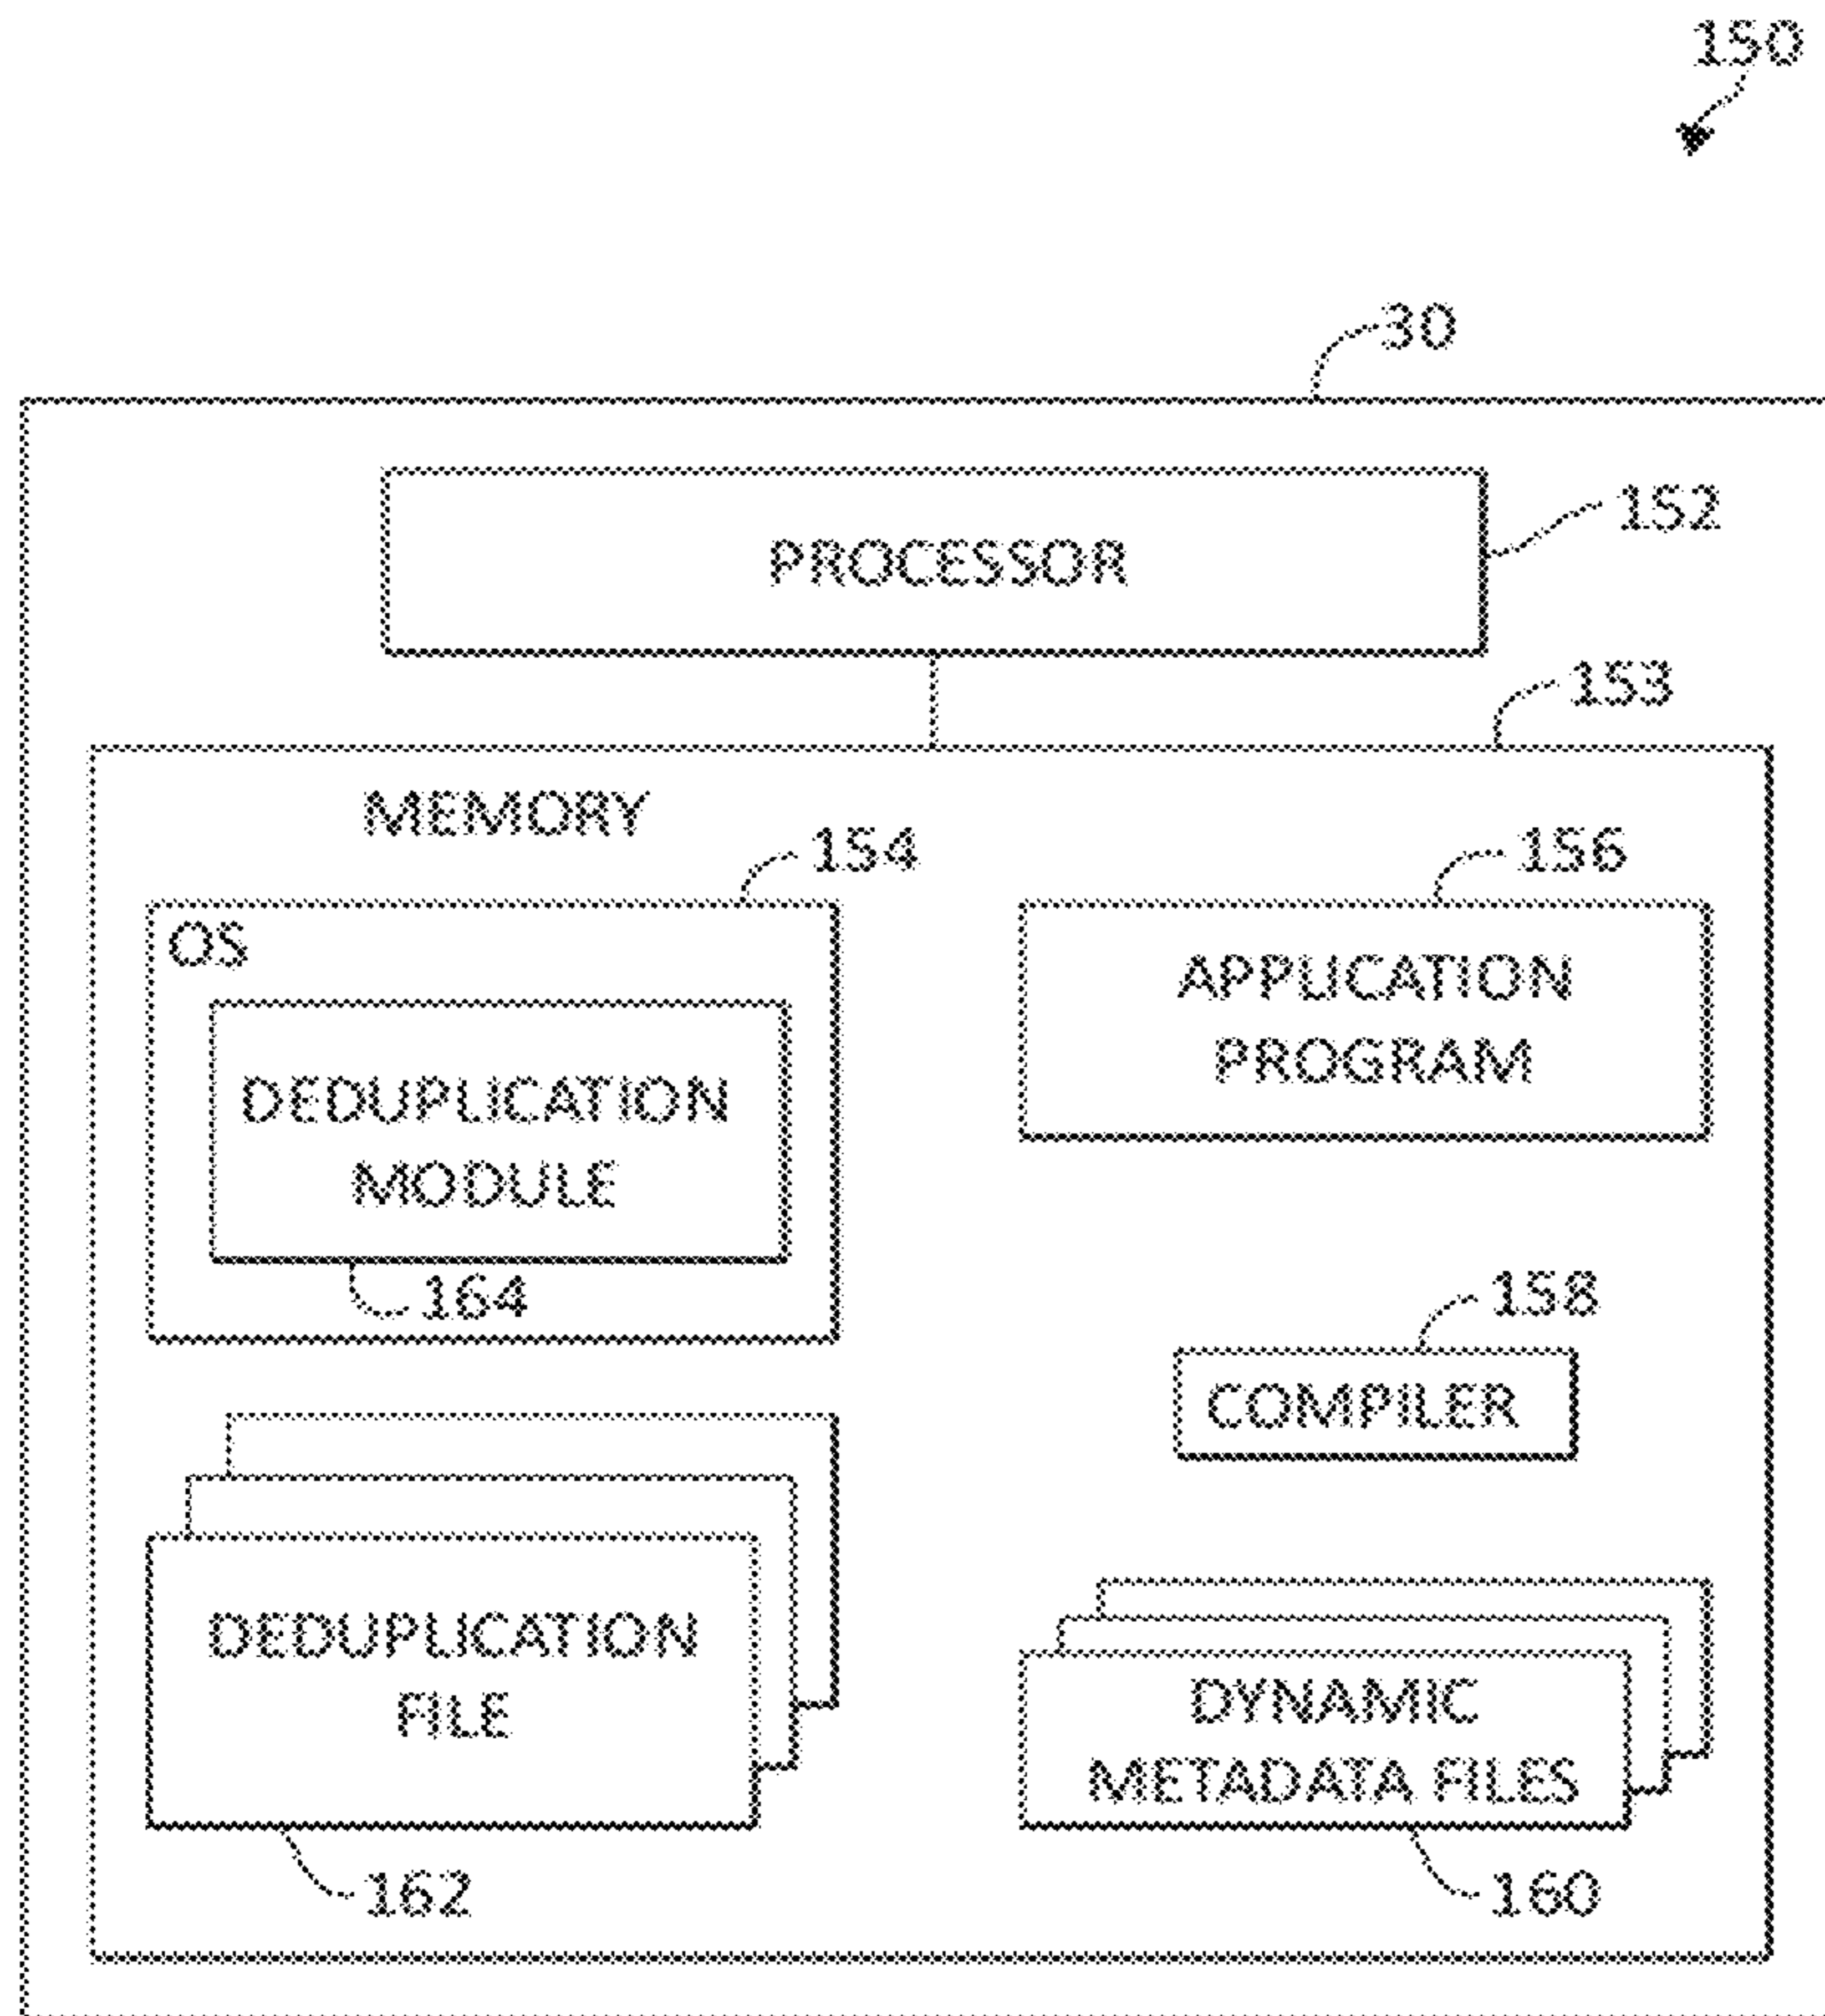 150
30
PROCESSOR
152
153
MEMORY
154
156
OS
APPLICATION
PROGRAM
DEDUPLICATION
MODULE
164
158
COMPILER
DEDUPLICATION
FILE
DYNAMIC
METADATA FILES
162
160